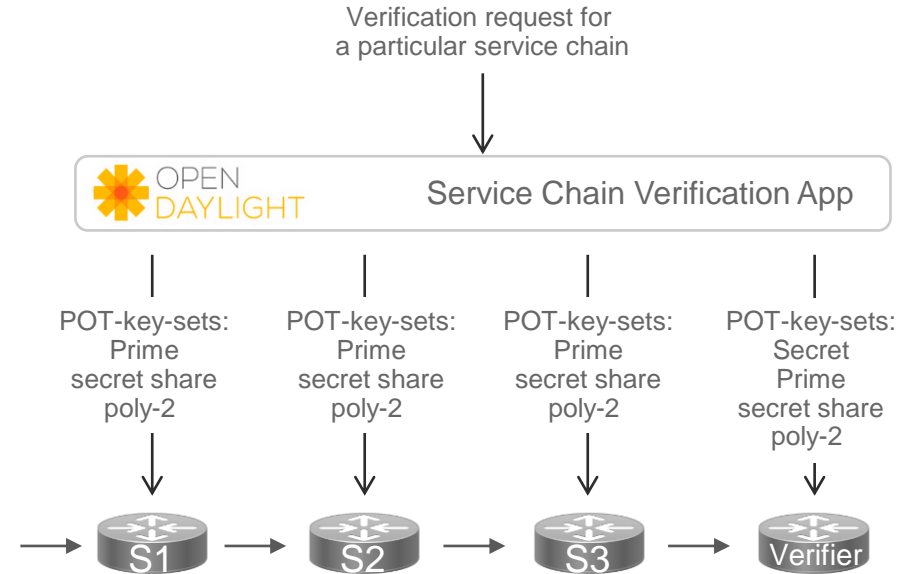 Verification request for
a particular service chain
OPEN
DAYLIGHT
Service Chain Verification App
POT-key-sets:
Prime
secret share
poly-2
POT-key-sets:
Prime
secret share
poly-2
POT-key-sets:
Prime
secret share
poly-2
POT-key-sets:
Secret
Prime
secret share
poly-2
S1
S2
S3
Verifier